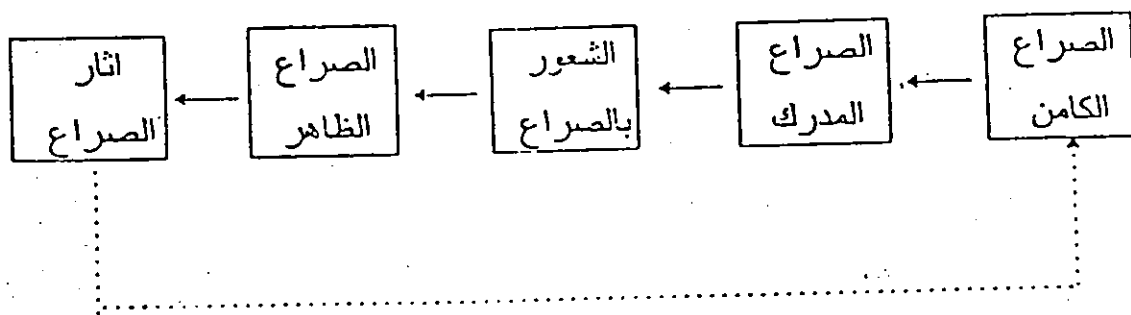 الصراع
الكامن
الصراع
المدرك
الشعور
بالصراع
الصراع
الظاهر
اثار
الصراع